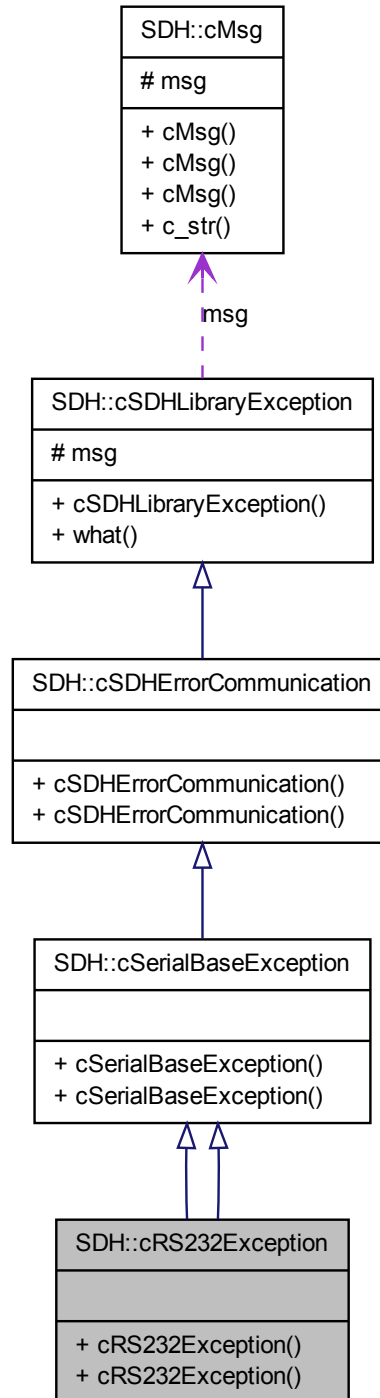 SDH::cMsg
# msg
+ cMsg()
+ cMsg()
+ cMsg()
+ c_str()
msg
SDH::cSDHLibraryException
# msg
+ cSDHLibraryException()
+ what()
SDH::cSDHErrorCommunication
+ cSDHErrorCommunication()
+ cSDHErrorCommunication()
SDH::cSerialBaseException
+ cSerialBaseException()
+ cSerialBaseException()
SDH::cRS232Exception
+ cRS232Exception()
+ cRS232Exception()